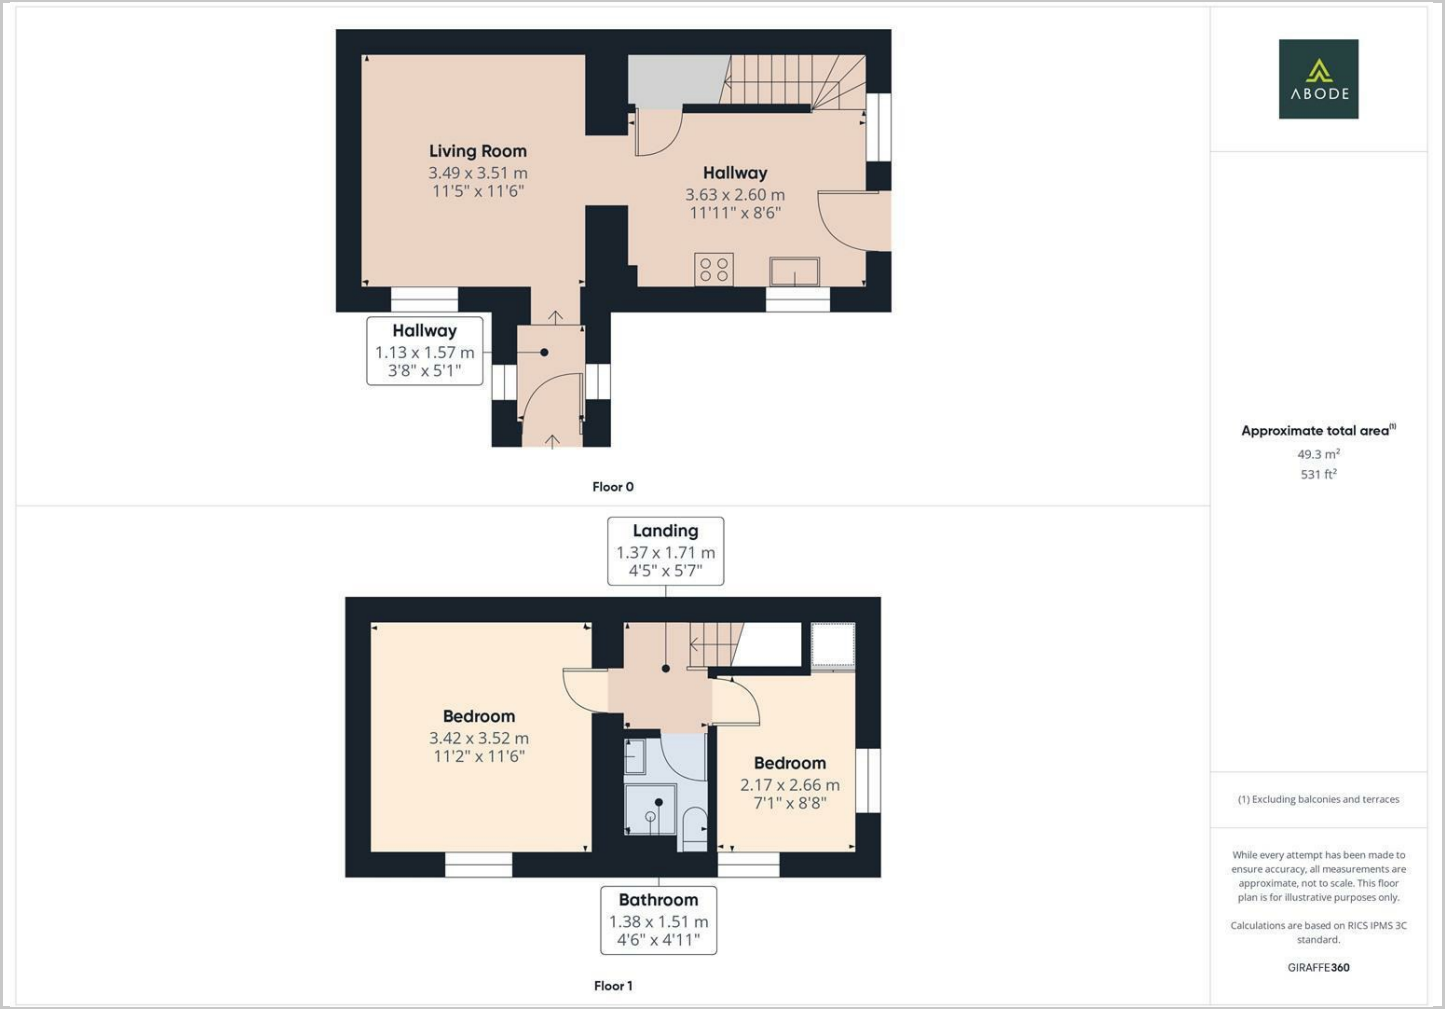 Living Room
3.49 x 3.51 m
11'5" x 11'6"
Hallway
3.63 x 2.60 m
11'11" x 8'6"
Hallway
1.13 x 1.57 m
3'8" x 5'1"
Floor 0
Landing
1.37 x 1.71 m
4'5" x 5'7"
Bedroom
3.42 x 3.52 m
11'2" x 11'6"
Bedroom
2.17 x 2.66 m
7'1" x 8'8"
Bathroom
1.38 x 1.51 m
4'6" x 4'11"
Floor 1
ABODE
Approximate total area(1)
49.3 m²
531 ft²
(1) Excluding balconies and terraces
While every attempt has been made to
ensure accuracy, all measurements are
approximate, not to scale. This floor
plan is for illustrative purposes only.
Calculations are based on RICS IPMS 3C
standard.
GIRAFFE360